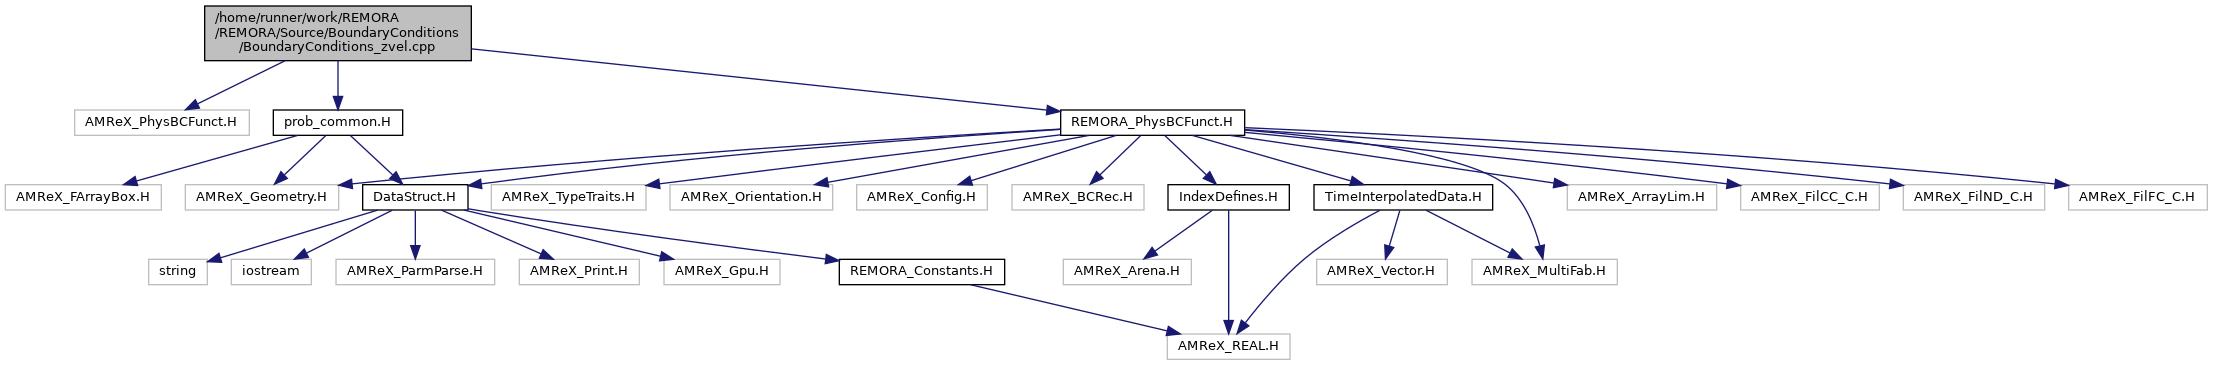 /home/runner/work/REMORA
/REMORA/Source/BoundaryConditions
/BoundaryConditions_zvel.cpp
AMReX_PhysBCFunct.H
prob_common.H
REMORA_PhysBCFunct.H
AMReX_FArrayBox.H
AMReX_Geometry.H
DataStruct.H
AMReX_TypeTraits.H
AMReX_Orientation.H
AMReX_Config.H
AMReX_BCRec.H
IndexDefines.H
TimeInterpolatedData.H
AMReX_ArrayLim.H
AMReX_FilCC_C.H
AMReX_FilND_C.H
AMReX_FilFC_C.H
string
iostream
AMReX_ParmParse.H
AMReX_Print.H
AMReX_Gpu.H
REMORA_Constants.H
AMReX_Arena.H
AMReX_Vector.H
AMReX_MultiFab.H
AMReX_REAL.H